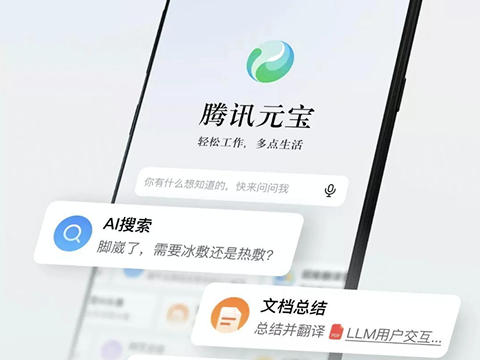 腾讯元宝
轻松工作，多点生活
你有什么想知道的，快来问问我
AI搜索
脚崴了，需要冰敷还是热敷？
文档总结
总结并翻译 PDF LLM用户交互...